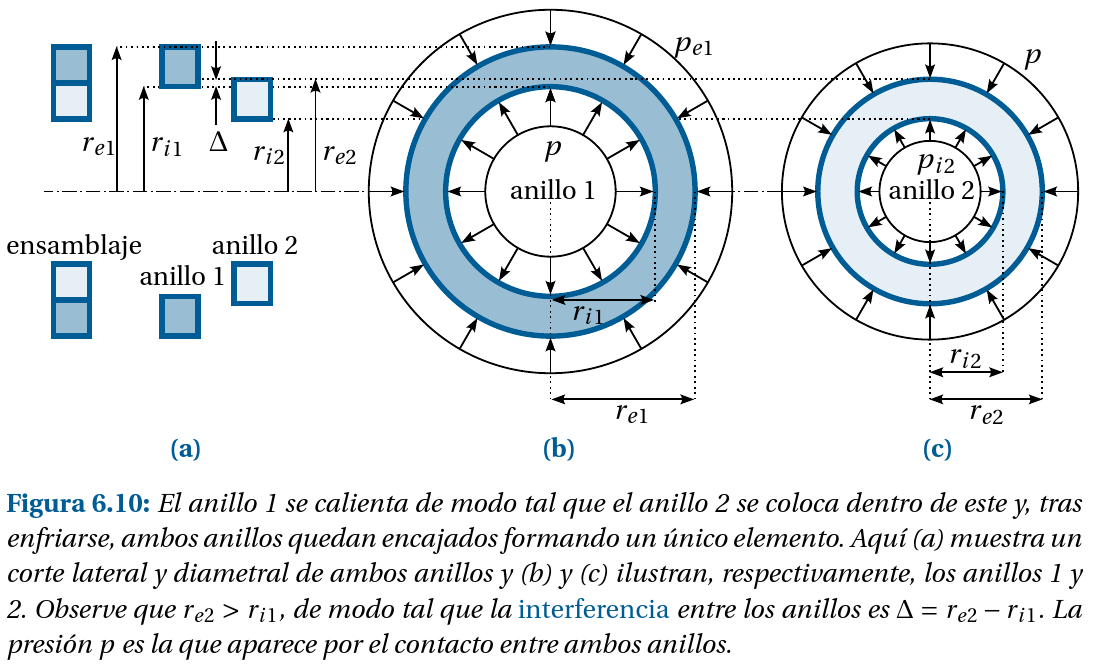 r_{e1}
r_{i1}
Δ
r_{i2}
r_{e2}
ensamblaje
anillo 1
anillo 2
(a)
p_{e1}
p
anillo 1
r_{i1}
r_{e1}
(b)
p
p_{i2}
anillo 2
r_{i2}
r_{e2}
(c)
Figura 6.10: El anillo 1 se calienta de modo tal que el anillo 2 se coloca dentro de este y, tras
enfriarse, ambos anillos quedan encajados formando un único elemento. Aquí (a) muestra un
corte lateral y diametral de ambos anillos y (b) y (c) ilustran, respectivamente, los anillos 1 y
2. Observe que r_{e2} > r_{i1}, de modo tal que la interferencia entre los anillos es Δ = r_{e2} − r_{i1}. La
presión p es la que aparece por el contacto entre ambos anillos.